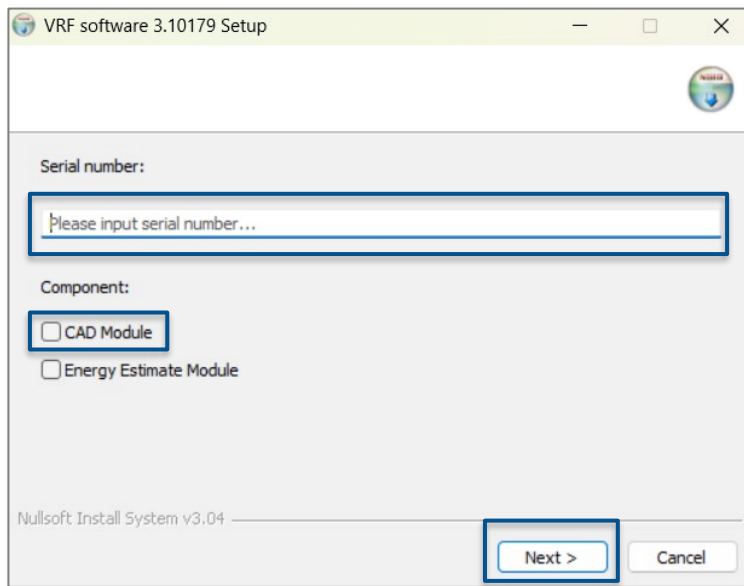 VRF software 3.10179 Setup
Serial number:
Please input serial number...
Component:
CAD Module
Energy Estimate Module
Nullsoft Install System v3.04
Next >
Cancel